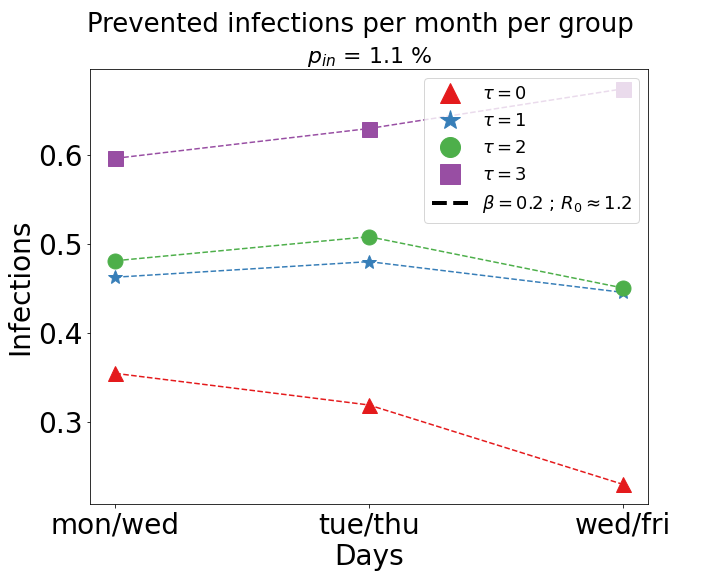 Prevented infections per month per group
p_in = 1.1 %
τ = 0
τ = 1
τ = 2
τ = 3
β = 0.2 ; R₀ ≈ 1.2
0.6
0.5
0.4
0.3
Infections
mon/wed tue/thu wed/fri
Days